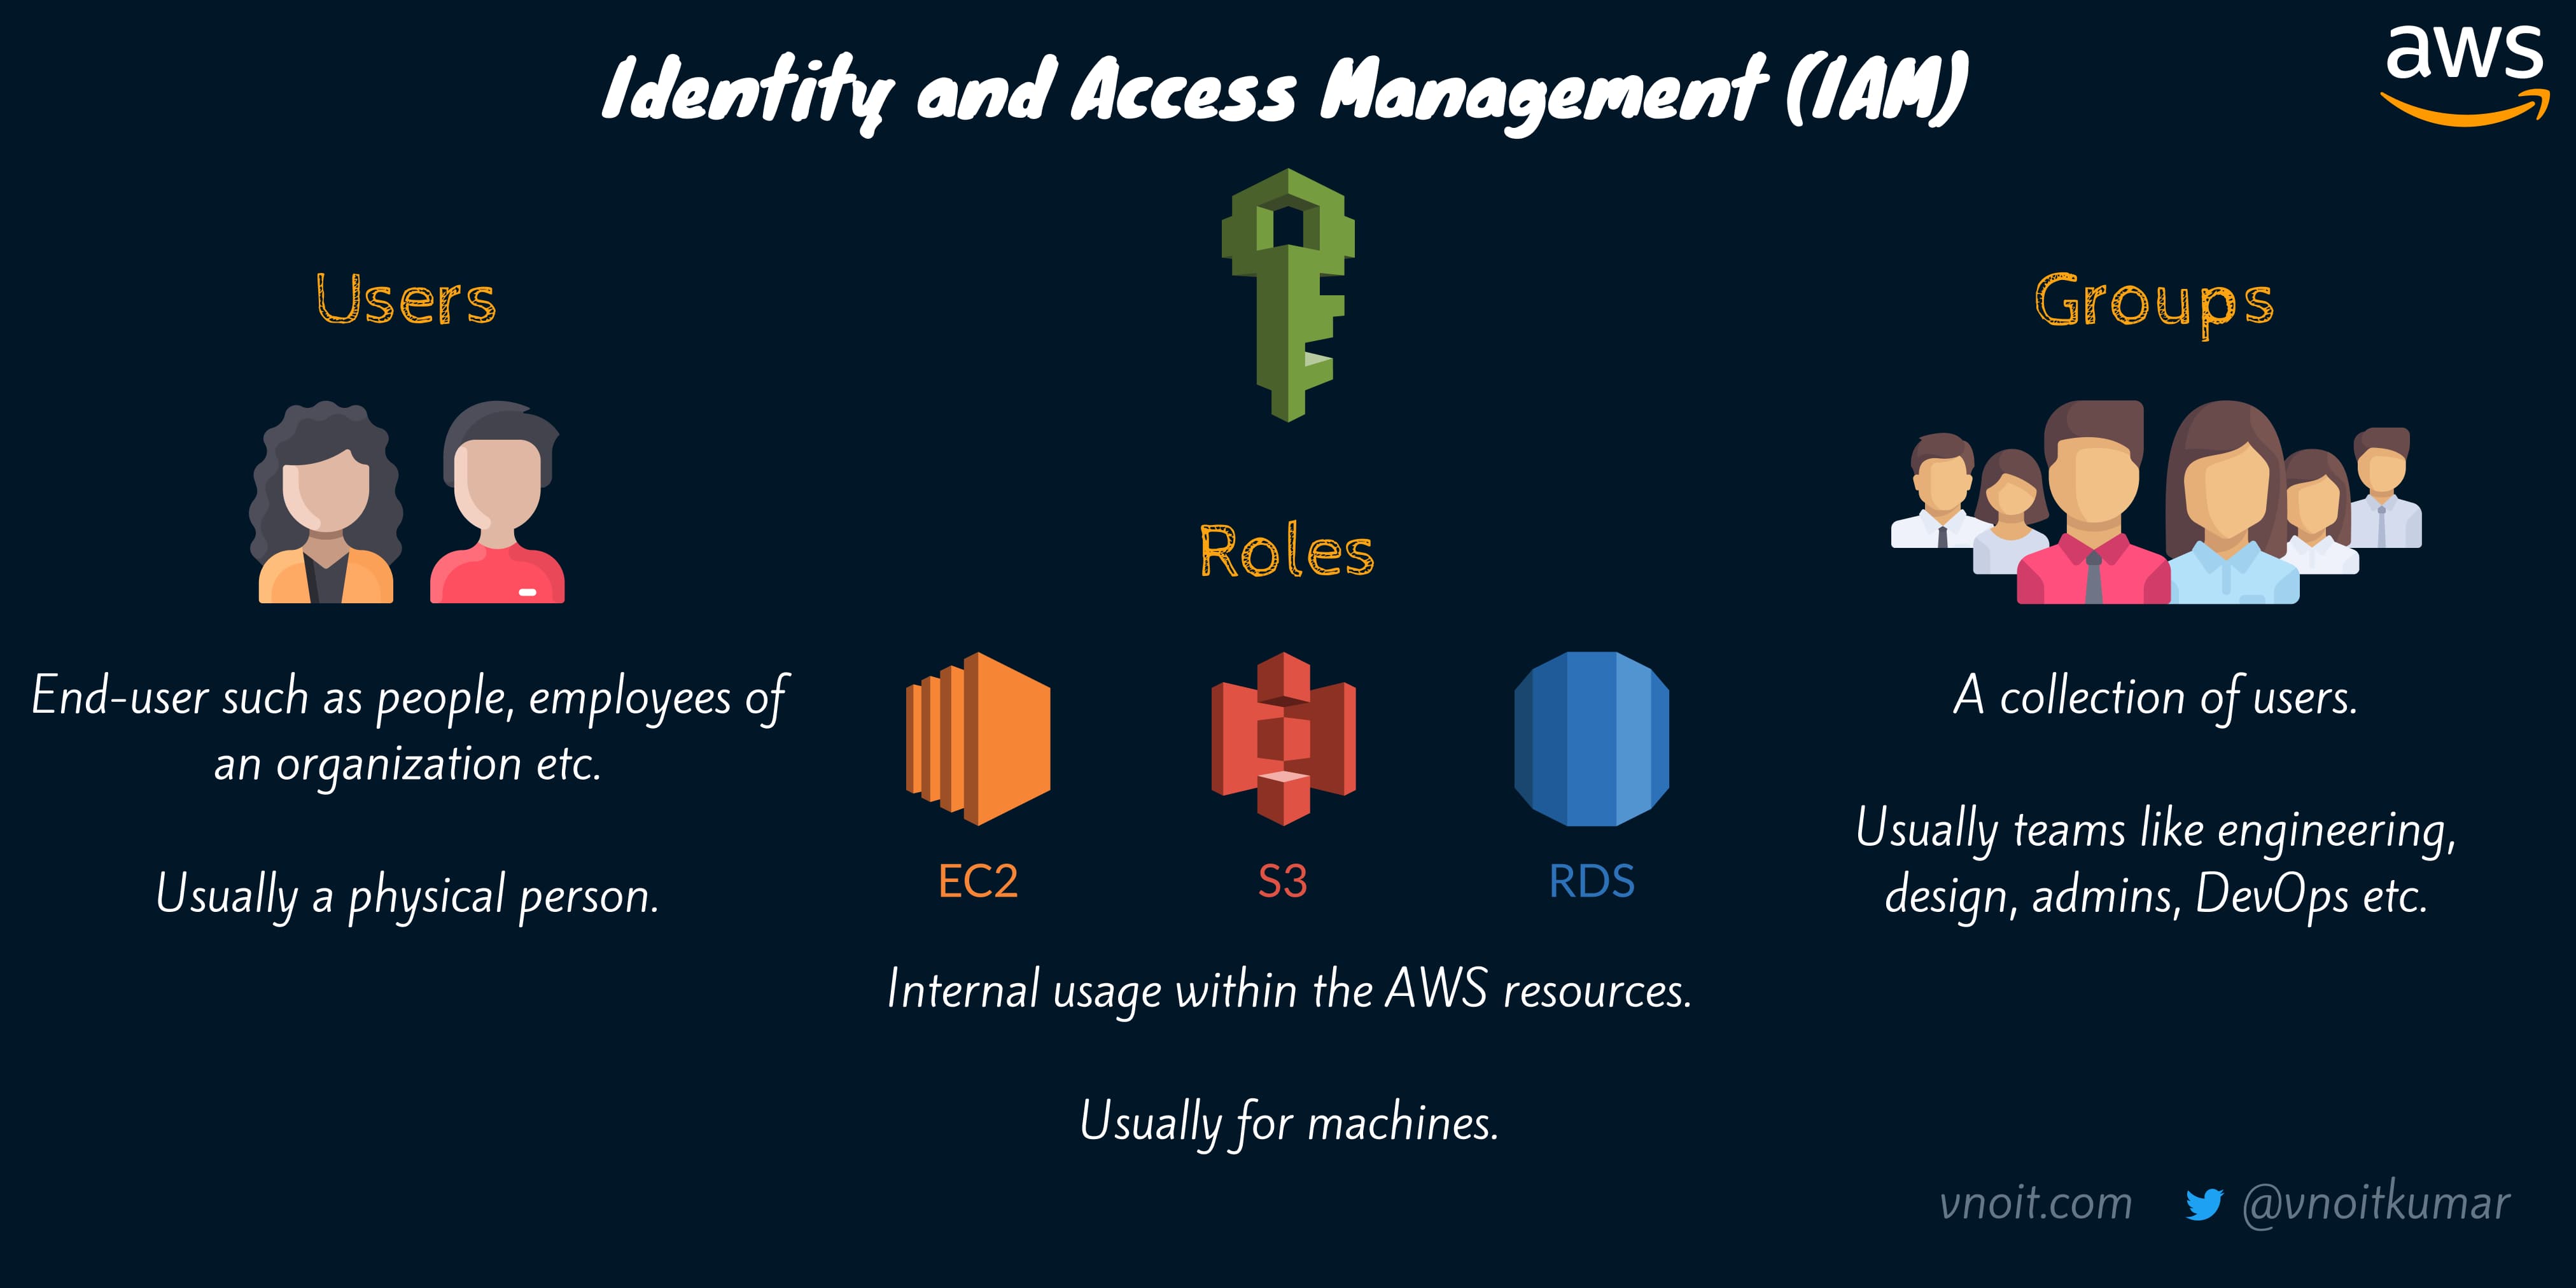 Identity and Access Management (IAM)
aws
Users
End-user such as people, employees of
an organization etc.
Usually a physical person.
Roles
EC2
S3
RDS
Internal usage within the AWS resources.
Usually for machines.
Groups
A collection of users.
Usually teams like engineering,
design, admins, DevOps etc.
vnoit.com
@vnoitkumar